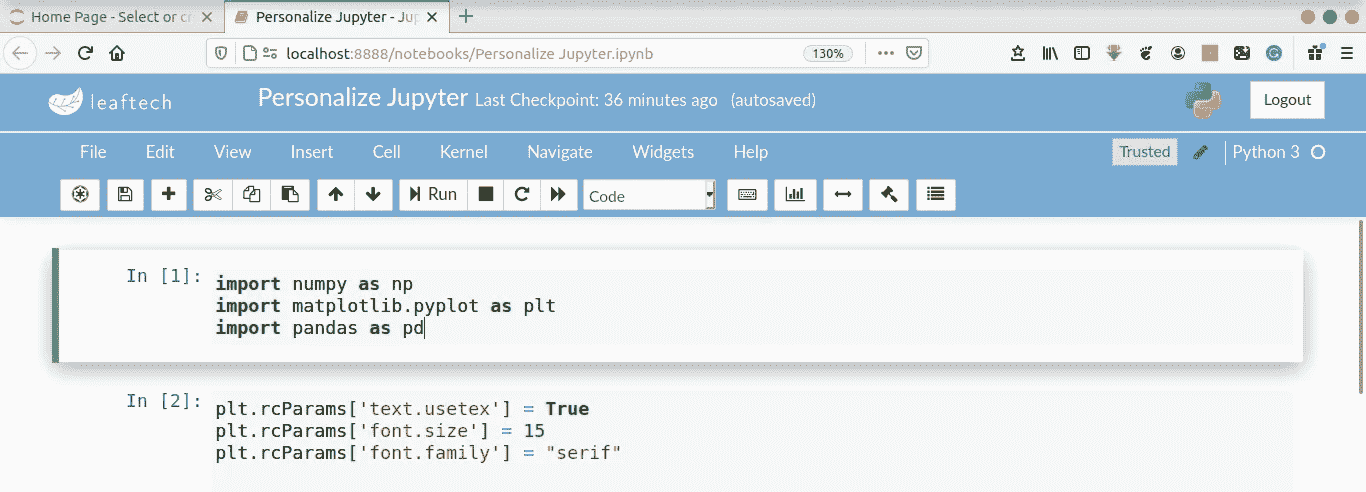 Home Page - Select or cr
Personalize Jupyter - Jup
localhost:8888/notebooks/Personalize Jupyter.ipynb
130%
leaftech
Personalize Jupyter Last Checkpoint: 36 minutes ago (autosaved)
Logout
File Edit View Insert Cell Kernel Navigate Widgets Help
Trusted
Python 3
Run
Code
In [1]:
import numpy as np
import matplotlib.pyplot as plt
import pandas as pd
In [2]:
plt.rcParams['text.usetex'] = True
plt.rcParams['font.size'] = 15
plt.rcParams['font.family'] = "serif"